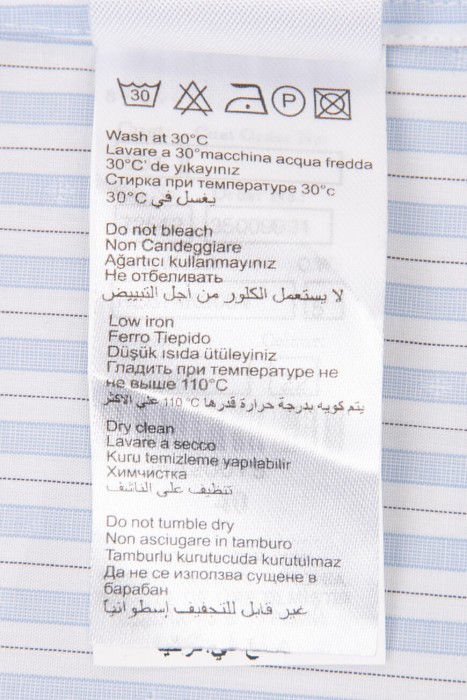 30 P
Wash at 30°C
Lavare a 30°macchina acqua fredda
30°C' de yıkayınız
Стирка при температуре 30°c
يغسل في 30°C
Do not bleach
Non Candeggiare
Ağartıcı kullanmayınız
Не отбеливать
لا يستعمل الكلور من أجل التبييض
Low iron
Ferro Tiepido
Düşük ısıda ütüleyiniz
Гладить при температуре не
не выше 110°C
يتم كويه بدرجة حرارة قدرها 110°C على الأكثر
Dry clean
Lavare a secco
Kuru temizleme yapılabilir
Химчистка
تنظيف على الناشف
Do not tumble dry
Non asciugare in tamburo
Tamburlu kurutucuda kurutulmaz
Да не се използва сущене в
барабан
غير قابل للتجفيف إسطوانياً